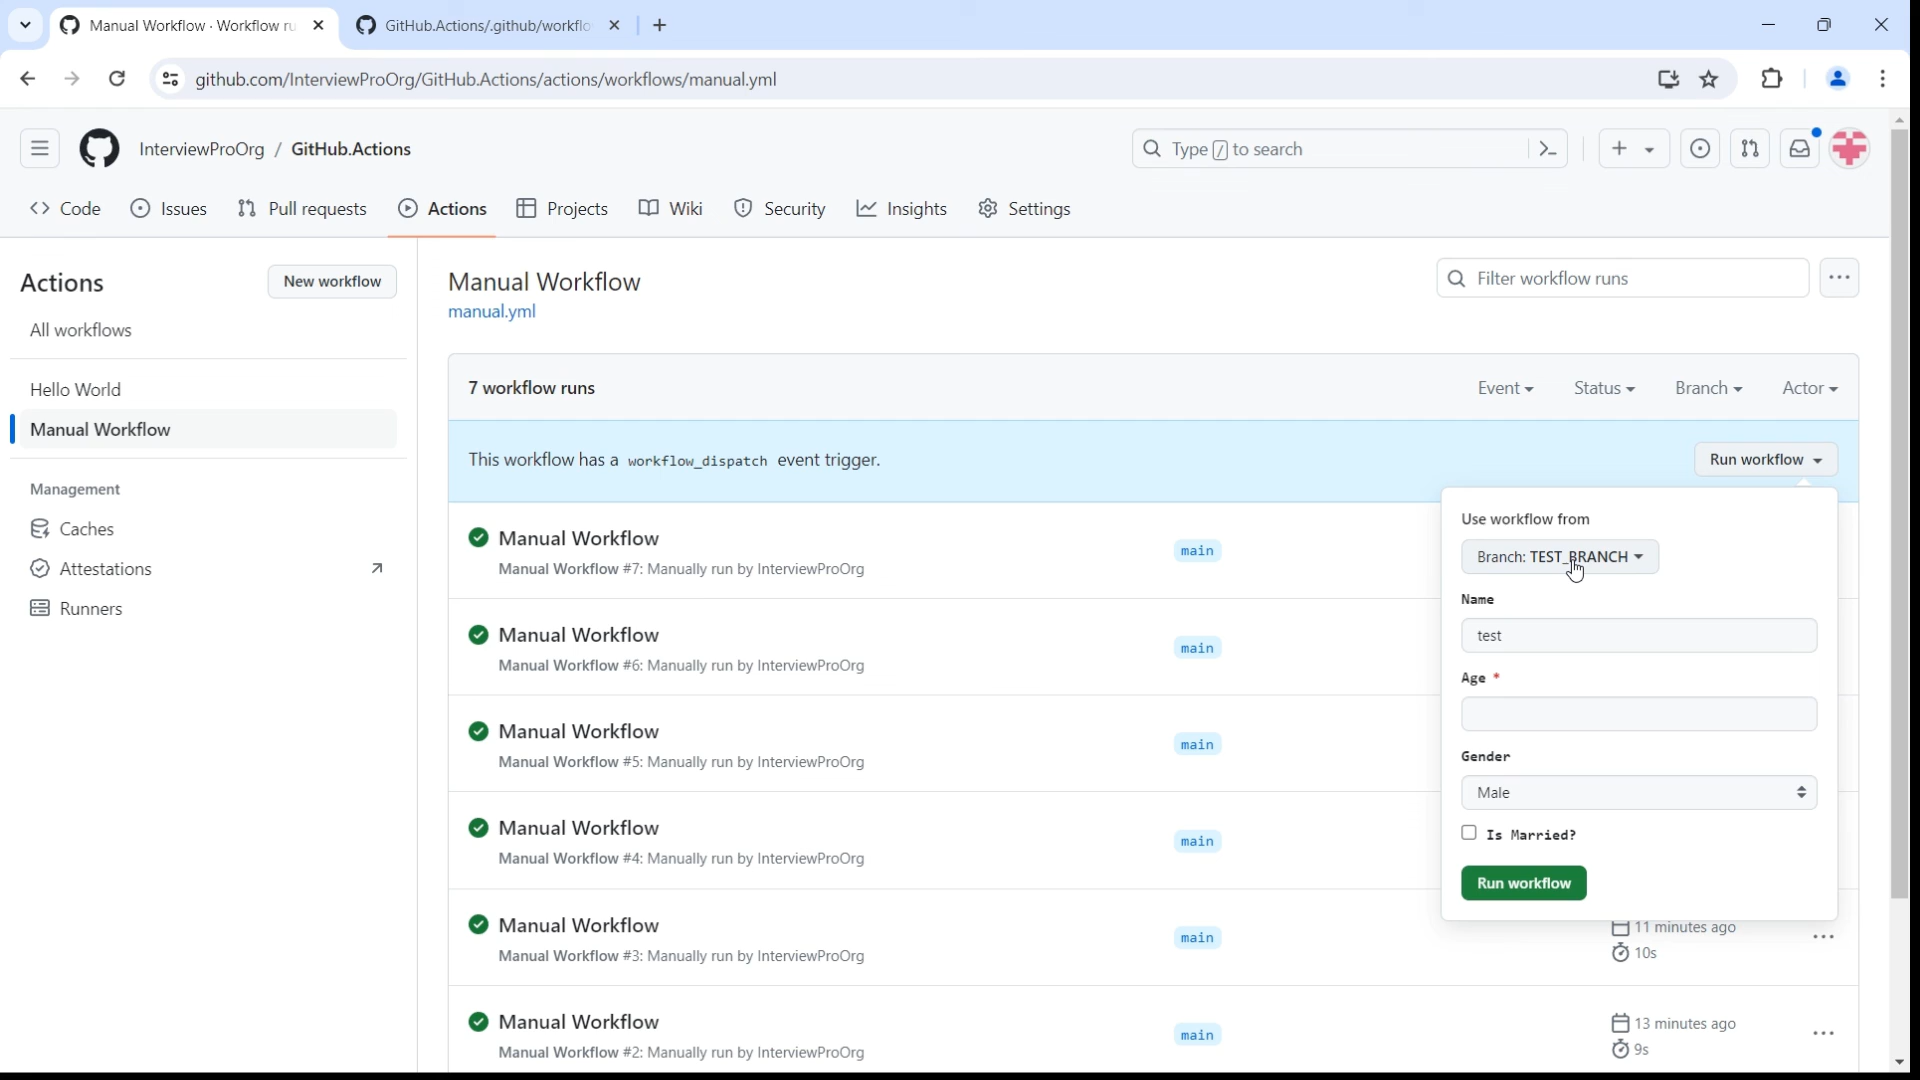 Manual Workflow · Workflow ru
GitHub.Actions/.github/workflo
github.com/InterviewProOrg/GitHub.Actions/actions/workflows/manual.yml
InterviewProOrg / GitHub.Actions
Type / to search
Code
Issues
Pull requests
Actions
Projects
Wiki
Security
Insights
Settings
Actions
New workflow
All workflows
Hello World
Manual Workflow
Management
Caches
Attestations
Runners
Manual Workflow
manual.yml
Filter workflow runs
7 workflow runs
Event
Status
Branch
Actor
This workflow has a workflow_dispatch event trigger.
Run workflow
Use workflow from
Branch: TEST_BRANCH
Name
test
Age *
Gender
Male
Is Married?
Run workflow
Manual Workflow
Manual Workflow #7: Manually run by InterviewProOrg
main
Manual Workflow
Manual Workflow #6: Manually run by InterviewProOrg
main
Manual Workflow
Manual Workflow #5: Manually run by InterviewProOrg
main
Manual Workflow
Manual Workflow #4: Manually run by InterviewProOrg
main
Manual Workflow
Manual Workflow #3: Manually run by InterviewProOrg
main
11 minutes ago
10s
Manual Workflow
Manual Workflow #2: Manually run by InterviewProOrg
main
13 minutes ago
9s